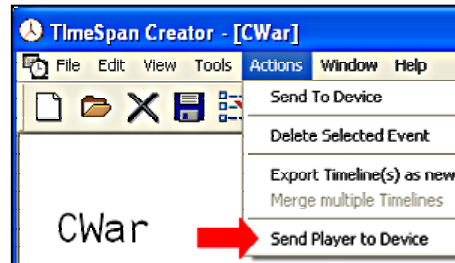 TImeSpan Creator - [CWar]
File Edit View Tools Actions Window Help
Send To Device
Delete Selected Event
Export Timeline(s) as new
Merge multiple Timelines
CWar
Send Player to Device